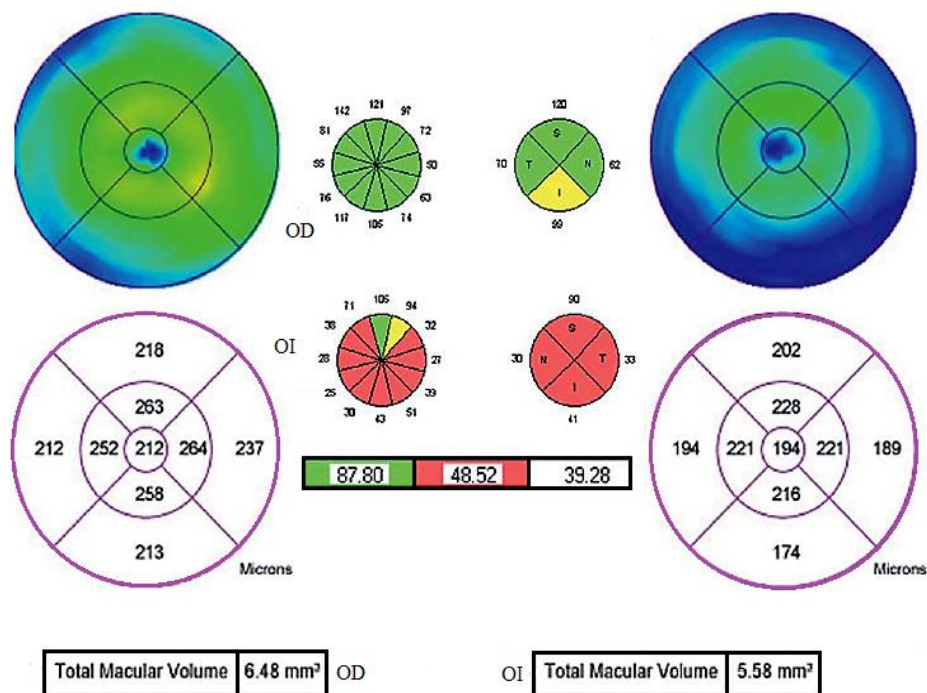 142 121 97
81 72
55 50
76 63
117 105 74
OD
120
S
70 T N 62
I
99
71 105 94
38 32
28 27
25 39
30 43 51
OI
90
S
30 N T 33
I
41
87.80 48.52 39.28
218
263
212 252 212 264 237
258
213
Microns
202
228
194 221 194 221 189
216
174
Microns
Total Macular Volume 6.48 mm³ OD
OI Total Macular Volume 5.58 mm³